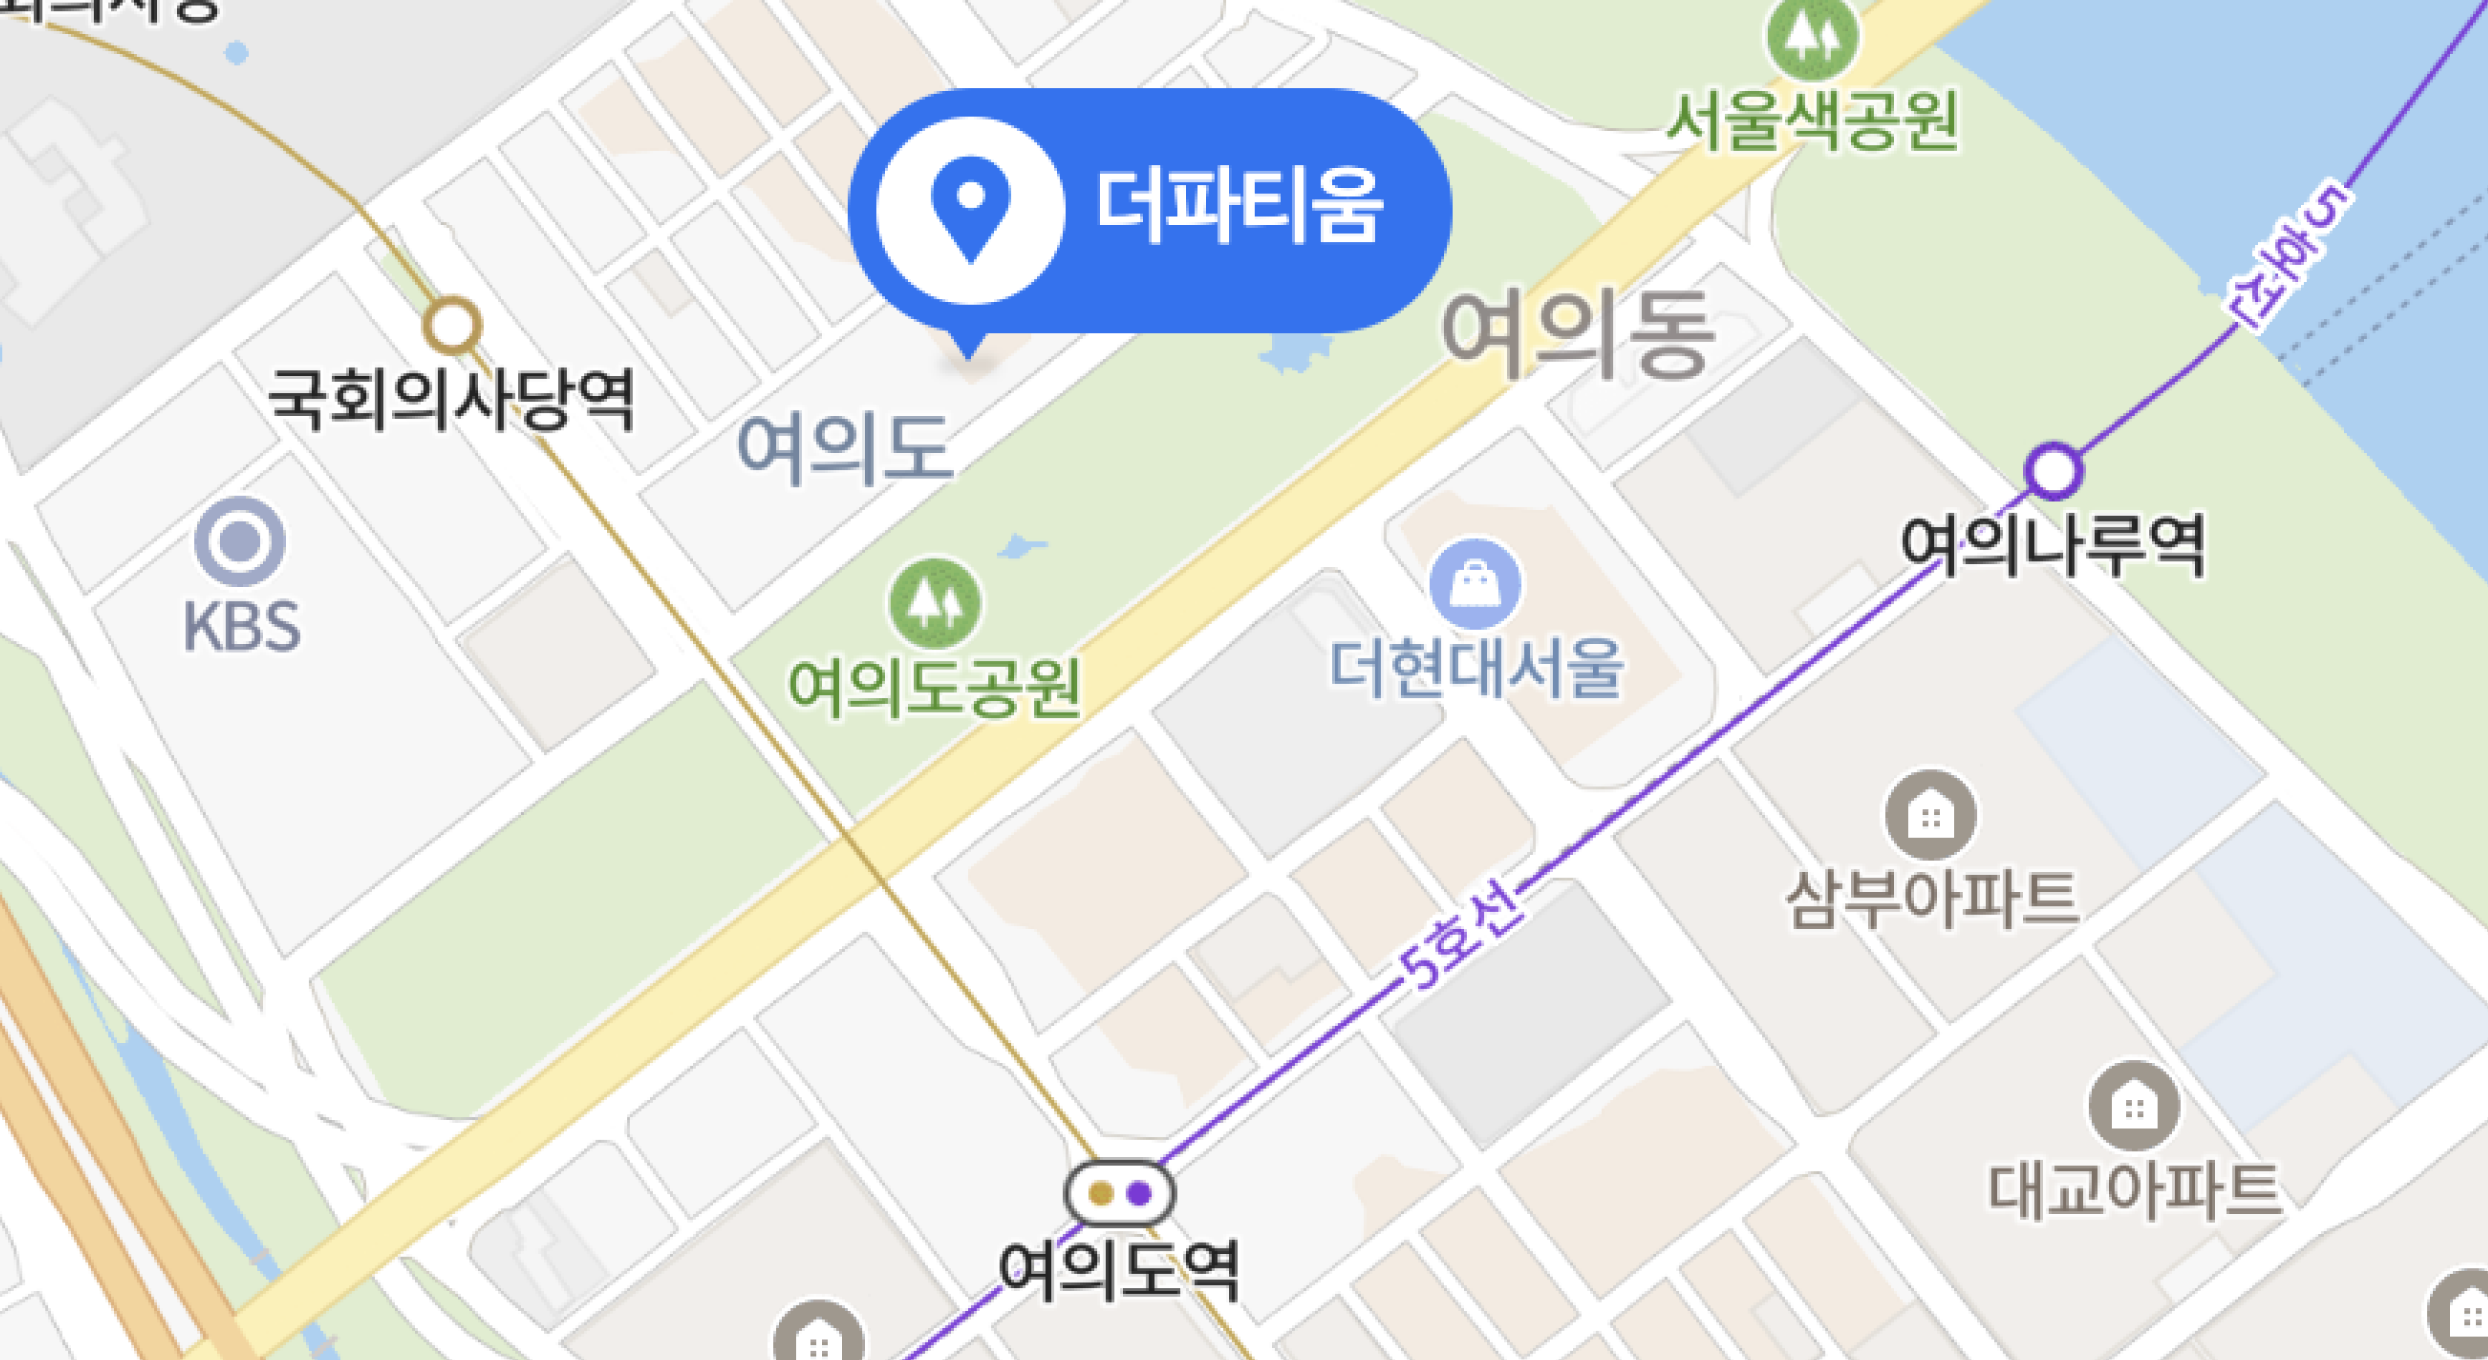 서울색공원
더파티움
5호선
여의동
국회의사당역
여의도
KBS
여의나루역
더현대서울
여의도공원
삼부아파트
5호선
대교아파트
여의도역